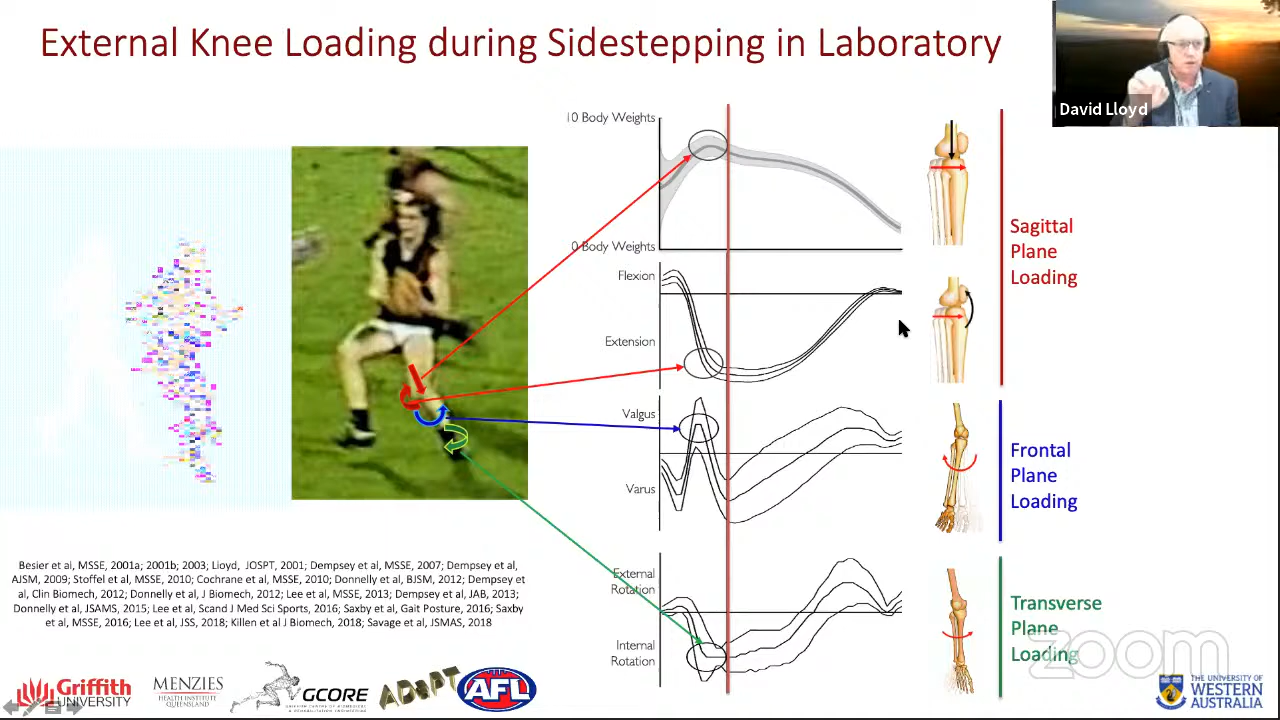 External Knee Loading during Sidestepping in Laboratory
David Lloyd
10 Body Weights
0 Body Weights
Flexion
Extension
Valgus
Varus
External
Rotation
Internal
Rotation
Sagittal
Plane
Loading
Frontal
Plane
Loading
Transverse
Plane
Loading
Besier et al, MSSE, 2001a; 2001b; 2003; Lloyd, JOSPT, 2001; Dempsey et al, MSSE, 2007; Dempsey et al,
AJSM, 2009; Stoffel et al, MSSE, 2010; Cochrane et al, MSSE, 2010; Donnelly et al, BJSM, 2012; Dempsey et
al, Clin Biomech, 2012; Donnelly et al, J Biomech, 2012; Lee et al, MSSE, 2013; Dempsey et al, JAB, 2013;
Donnelly et al, JSAMS, 2015; Lee et al, Scand J Med Sci Sports, 2016; Saxby et al, Gait Posture, 2016; Saxby
et al, MSSE, 2016; Lee et al, JSS, 2018; Killen et al J Biomech, 2018; Savage et al, JSMAS, 2018
Griffith
UNIVERSITY
MENZIES
HEALTH INSTITUTE
QUEENSLAND
GCORE
ADAPT
AFL
zoom
THE UNIVERSITY OF
WESTERN
AUSTRALIA